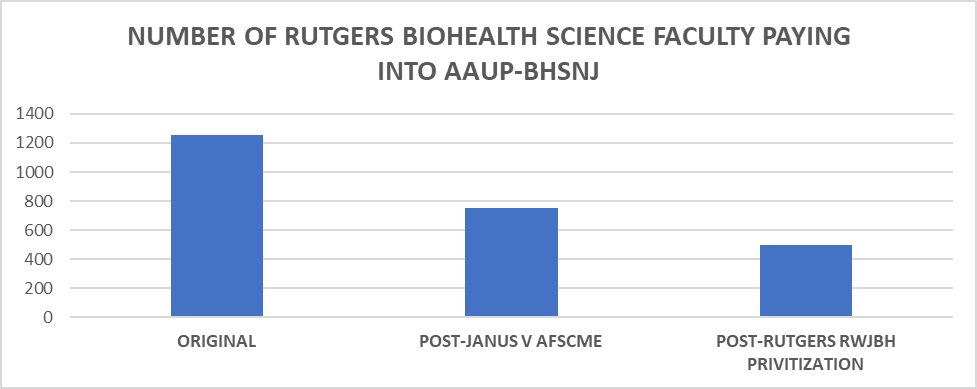 NUMBER OF RUTGERS BIOHEALTH SCIENCE FACULTY PAYING
INTO AAUP-BHSNJ
1400
1200
1000
800
600
400
200
0
ORIGINAL
POST-JANUS V AFSCME
POST-RUTGERS RWJBH
PRIVITIZATION